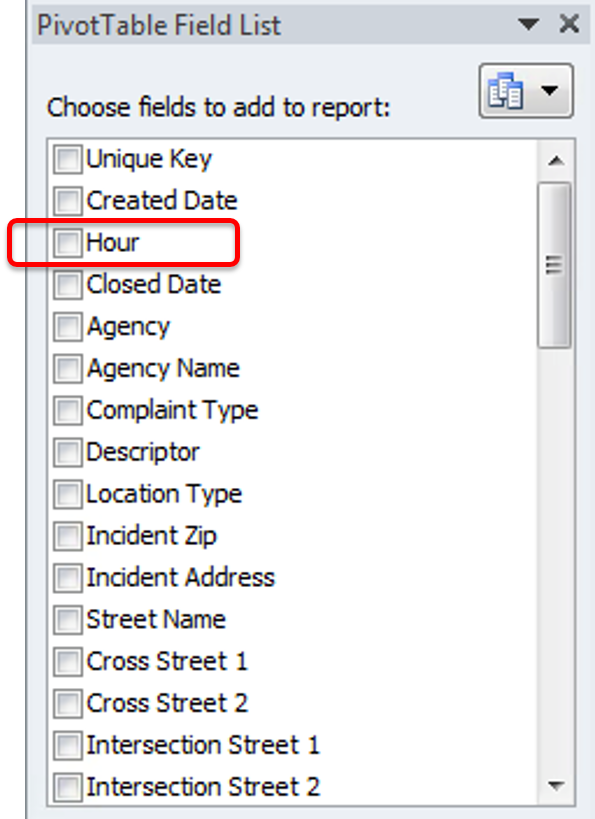 PivotTable Field List
Choose fields to add to report:
Unique Key
Created Date
Hour
Closed Date
Agency
Agency Name
Complaint Type
Descriptor
Location Type
Incident Zip
Incident Address
Street Name
Cross Street 1
Cross Street 2
Intersection Street 1
Intersection Street 2